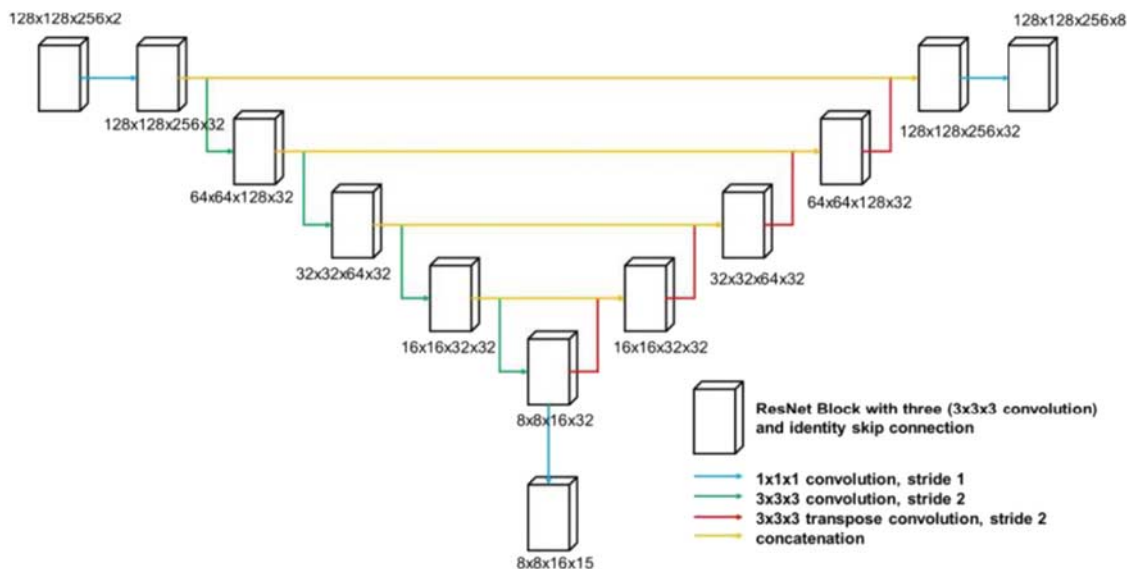 128x128x256x2
128x128x256x8
128x128x256x32
128x128x256x32
64x64x128x32
64x64x128x32
32x32x64x32
32x32x64x32
16x16x32x32
16x16x32x32
8x8x16x32
ResNet Block with three (3x3x3 convolution)
and identity skip connection
1x1x1 convolution, stride 1
3x3x3 convolution, stride 2
3x3x3 transpose convolution, stride 2
concatenation
8x8x16x15